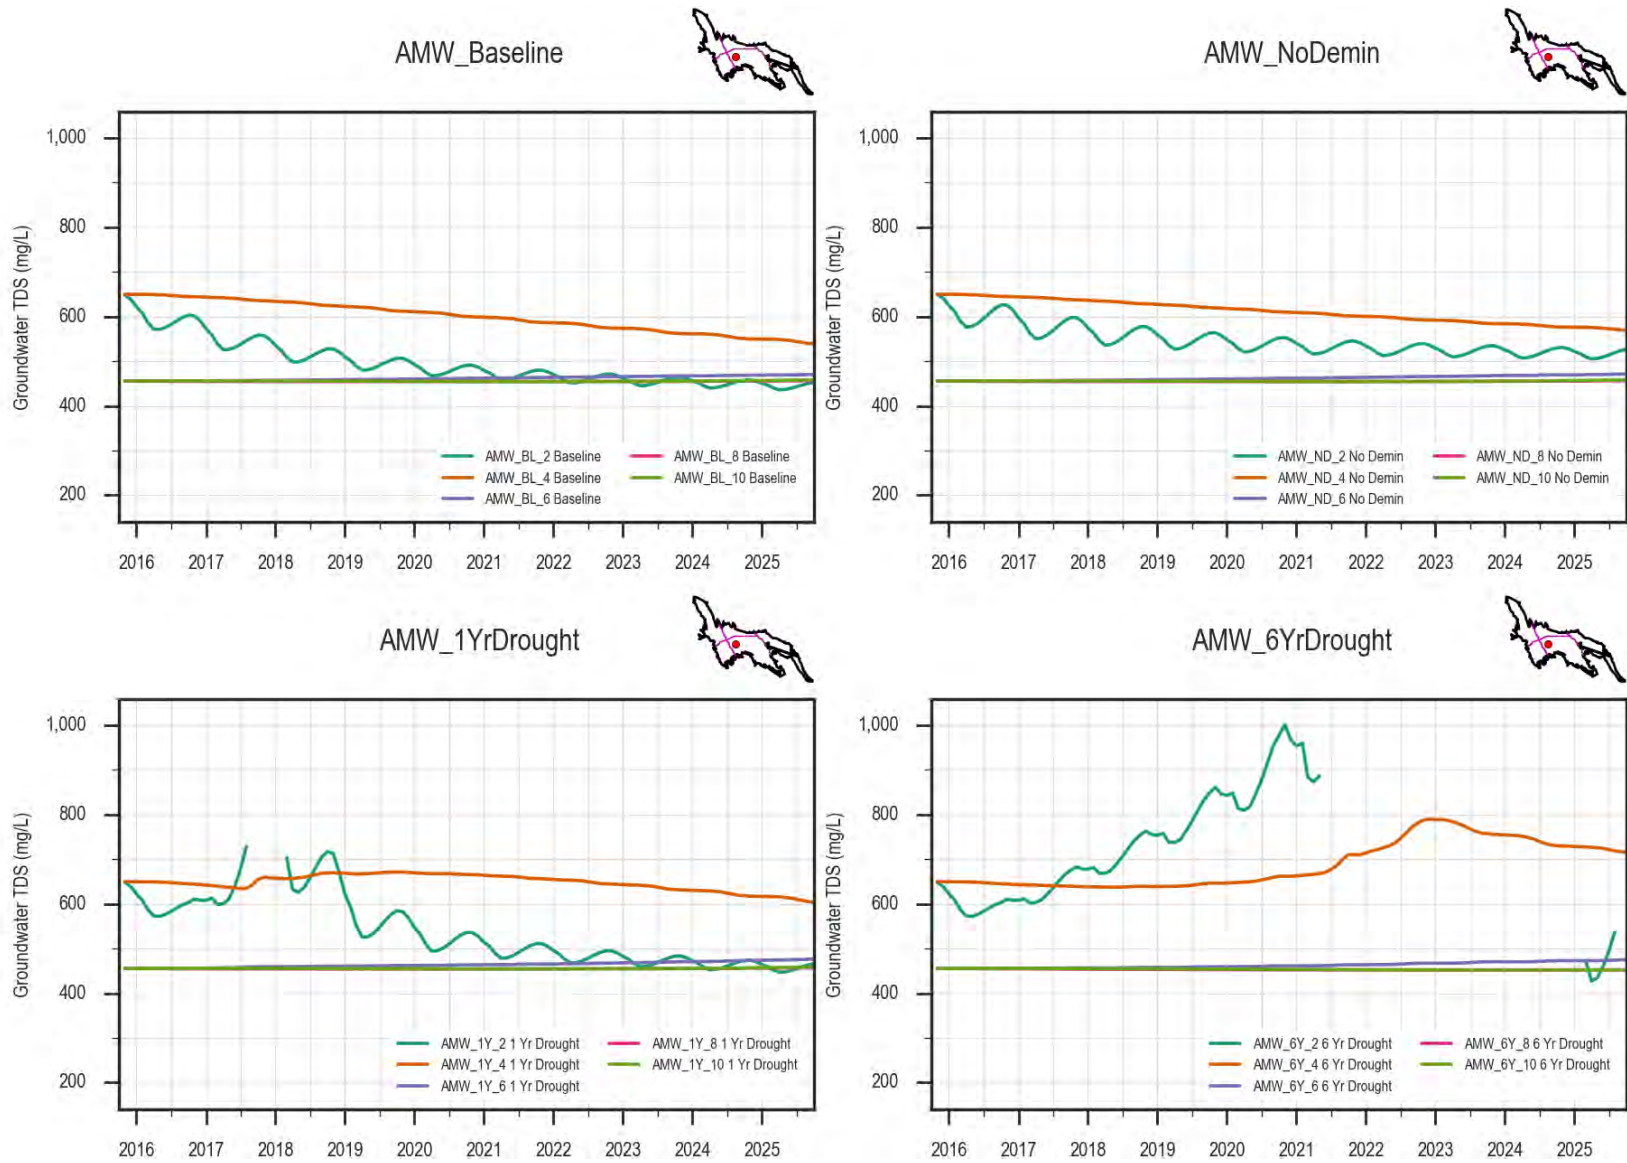 AMW_Baseline
1,000
800
600
400
200
Groundwater TDS (mg/L)
AMW_BL_2 Baseline
AMW_BL_4 Baseline
AMW_BL_6 Baseline
AMW_BL_8 Baseline
AMW_BL_10 Baseline
2016 2017 2018 2019 2020 2021 2022 2023 2024 2025
AMW_NoDemin
1,000
800
600
400
200
Groundwater TDS (mg/L)
AMW_ND_2 No Demin
AMW_ND_4 No Demin
AMW_ND_6 No Demin
AMW_ND_8 No Demin
AMW_ND_10 No Demin
2016 2017 2018 2019 2020 2021 2022 2023 2024 2025
AMW_1YrDrought
1,000
800
600
400
200
Groundwater TDS (mg/L)
AMW_1Y_2 1 Yr Drought
AMW_1Y_4 1 Yr Drought
AMW_1Y_6 1 Yr Drought
AMW_1Y_8 1 Yr Drought
AMW_1Y_10 1 Yr Drought
2016 2017 2018 2019 2020 2021 2022 2023 2024 2025
AMW_6YrDrought
1,000
800
600
400
200
Groundwater TDS (mg/L)
AMW_6Y_2 6 Yr Drought
AMW_6Y_4 6 Yr Drought
AMW_6Y_6 6 Yr Drought
AMW_6Y_8 6 Yr Drought
AMW_6Y_10 6 Yr Drought
2016 2017 2018 2019 2020 2021 2022 2023 2024 2025